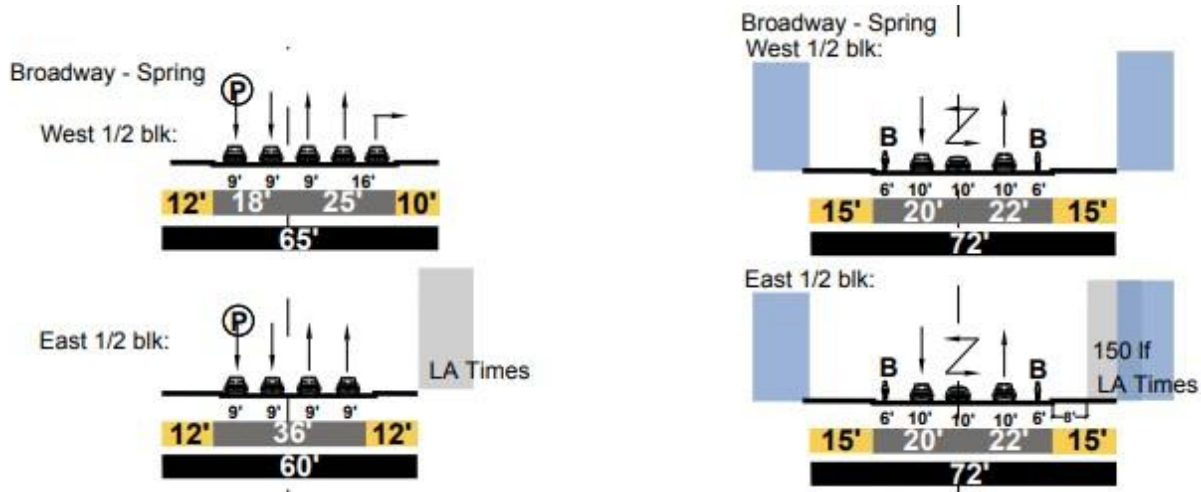 Broadway - Spring
P
West 1/2 blk:
9' 9' 9' 16'
12' 18' 25' 10'
65'
P
East 1/2 blk:
LA Times
9' 9' 9' 9'
12' 36' 12'
60'
Broadway - Spring
West 1/2 blk:
B B
6' 10' 10' 10' 6'
15' 20' 22' 15'
72'
East 1/2 blk:
150 lf
B B
LA Times
6' 10' 10' 10' 6' 8'
15' 20' 22' 15'
72'